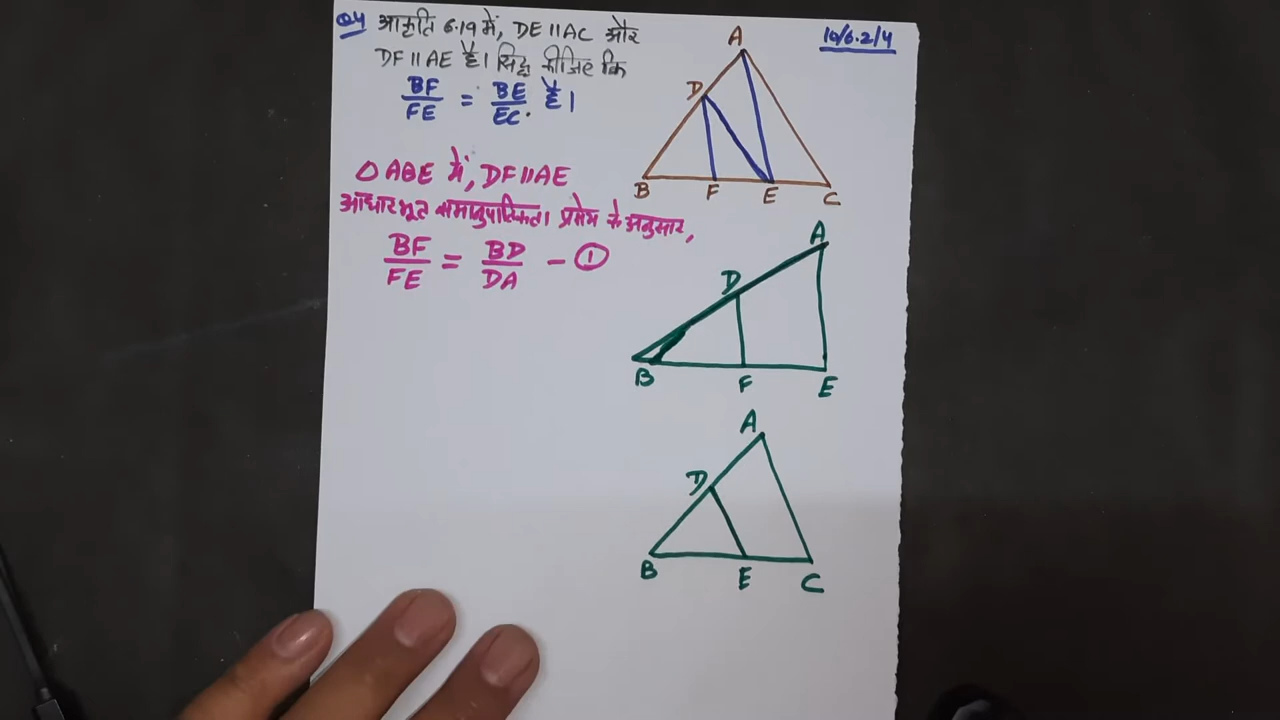 Q4 आकृति 6.19 में, DE || AC और
10/6.2/4
DF || AE है। सिद्ध कीजिए कि
BF/FE = BE/EC. है।
A
D
B F E C
△ABE में, DF || AE
आधारभूत समानुपातिकता प्रमेय के अनुसार,
BF/FE = BD/DA - ①
A
D
B F E
A
D
B E C